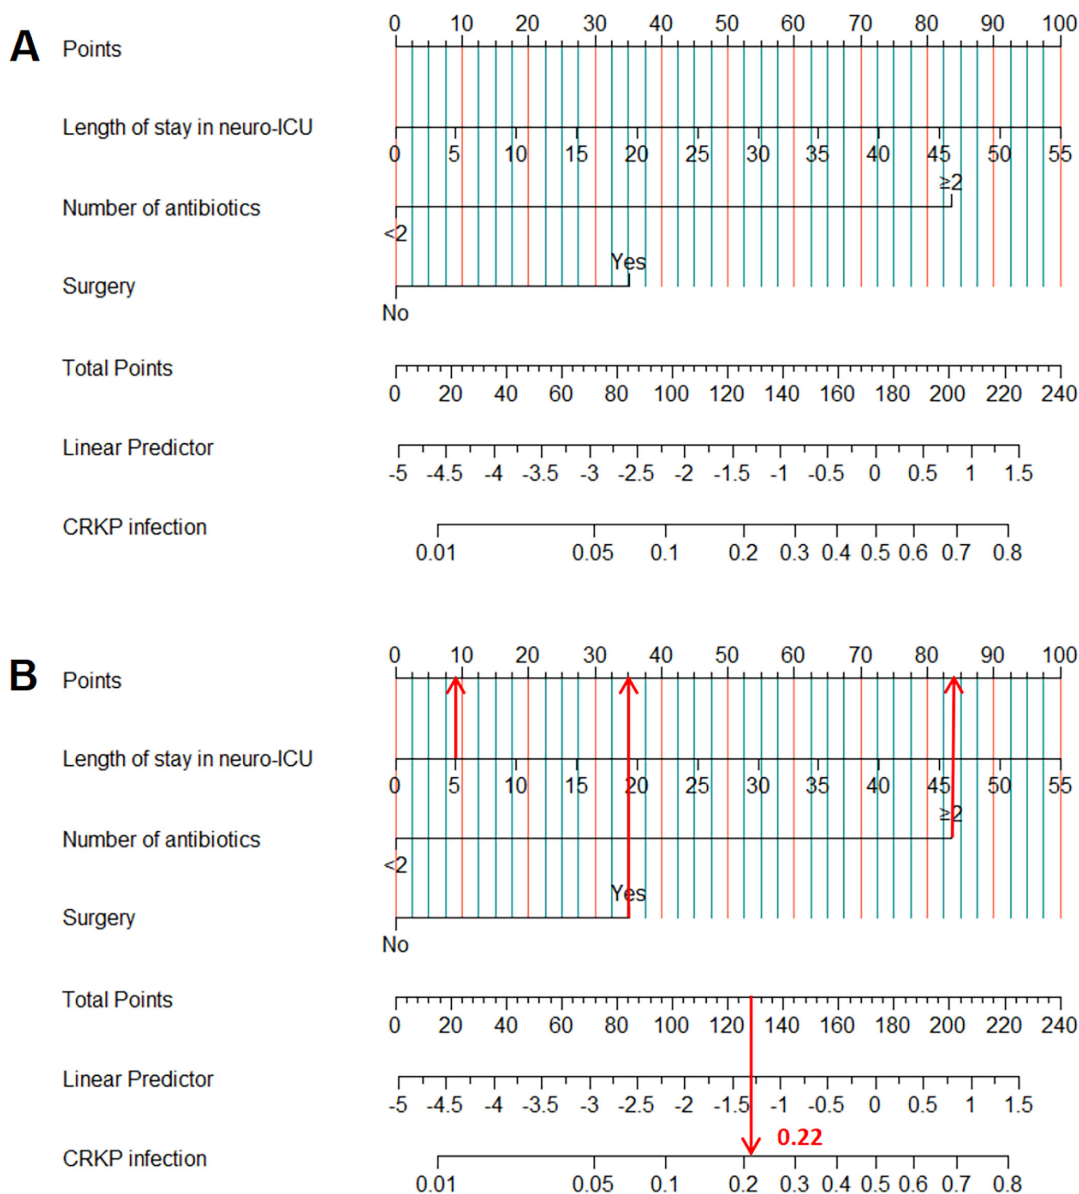 A
0 10 20 30 40 50 60 70 80 90 100
Points
Length of stay in neuro-ICU
0 5 10 15 20 25 30 35 40 45 50 55
≥2
Number of antibiotics
<2
Yes
Surgery
No
Total Points
0 20 40 60 80 100 120 140 160 180 200 220 240
Linear Predictor
-5 -4.5 -4 -3.5 -3 -2.5 -2 -1.5 -1 -0.5 0 0.5 1 1.5
CRKP infection
0.01 0.05 0.1 0.2 0.3 0.4 0.5 0.6 0.7 0.8
B
0 10 20 30 40 50 60 70 80 90 100
Points
Length of stay in neuro-ICU
0 5 10 15 20 25 30 35 40 45 50 55
≥2
Number of antibiotics
<2
Yes
Surgery
No
Total Points
0 20 40 60 80 100 120 140 160 180 200 220 240
Linear Predictor
-5 -4.5 -4 -3.5 -3 -2.5 -2 -1.5 -1 -0.5 0 0.5 1 1.5
0.22
CRKP infection
0.01 0.05 0.1 0.2 0.3 0.4 0.5 0.6 0.7 0.8